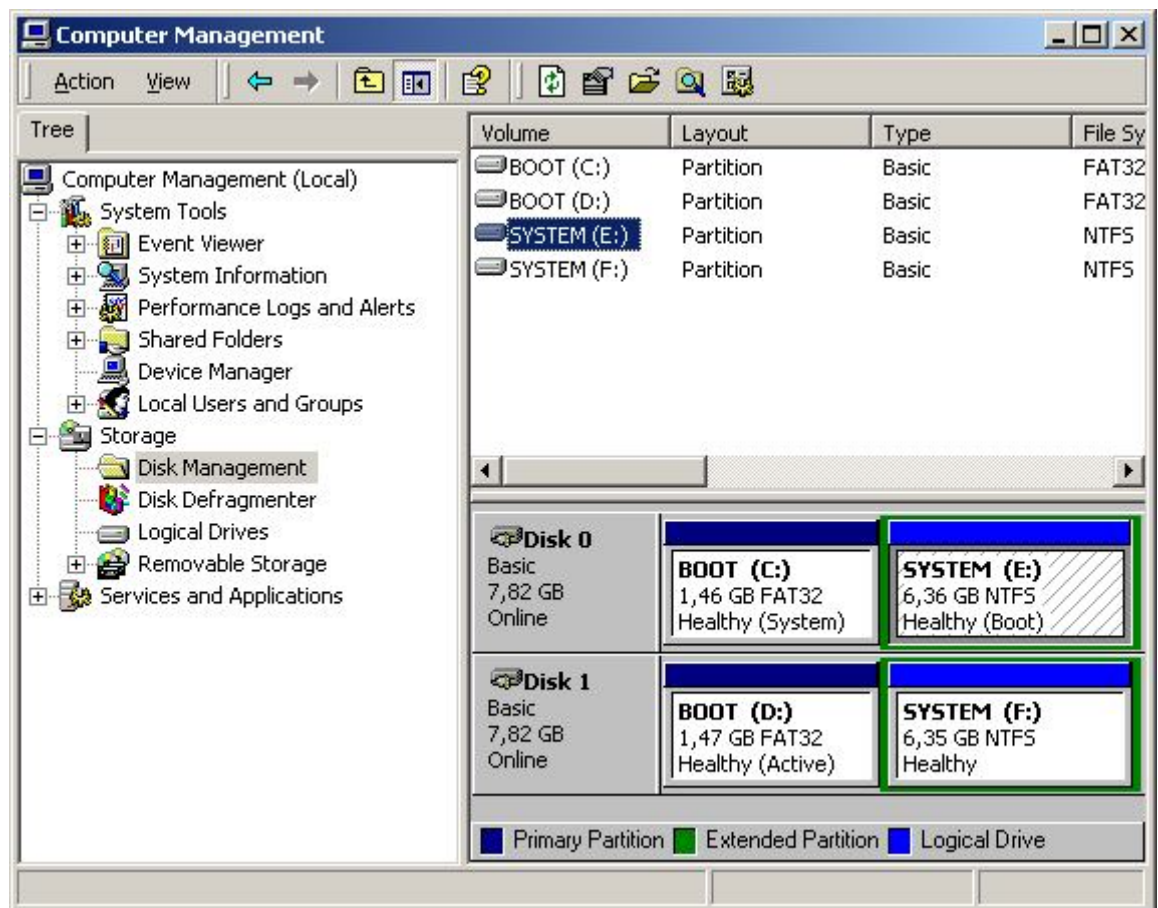 Computer Management
Action View
Tree
Computer Management (Local)
System Tools
Event Viewer
System Information
Performance Logs and Alerts
Shared Folders
Device Manager
Local Users and Groups
Storage
Disk Management
Disk Defragmenter
Logical Drives
Removable Storage
Services and Applications
Volume Layout Type File Sy
BOOT (C:) Partition Basic FAT32
BOOT (D:) Partition Basic FAT32
SYSTEM (E:) Partition Basic NTFS
SYSTEM (F:) Partition Basic NTFS
Disk 0
Basic
7,82 GB
Online
BOOT (C:)
1,46 GB FAT32
Healthy (System)
SYSTEM (E:)
6,36 GB NTFS
Healthy (Boot)
Disk 1
Basic
7,82 GB
Online
BOOT (D:)
1,47 GB FAT32
Healthy (Active)
SYSTEM (F:)
6,35 GB NTFS
Healthy
Primary Partition Extended Partition Logical Drive